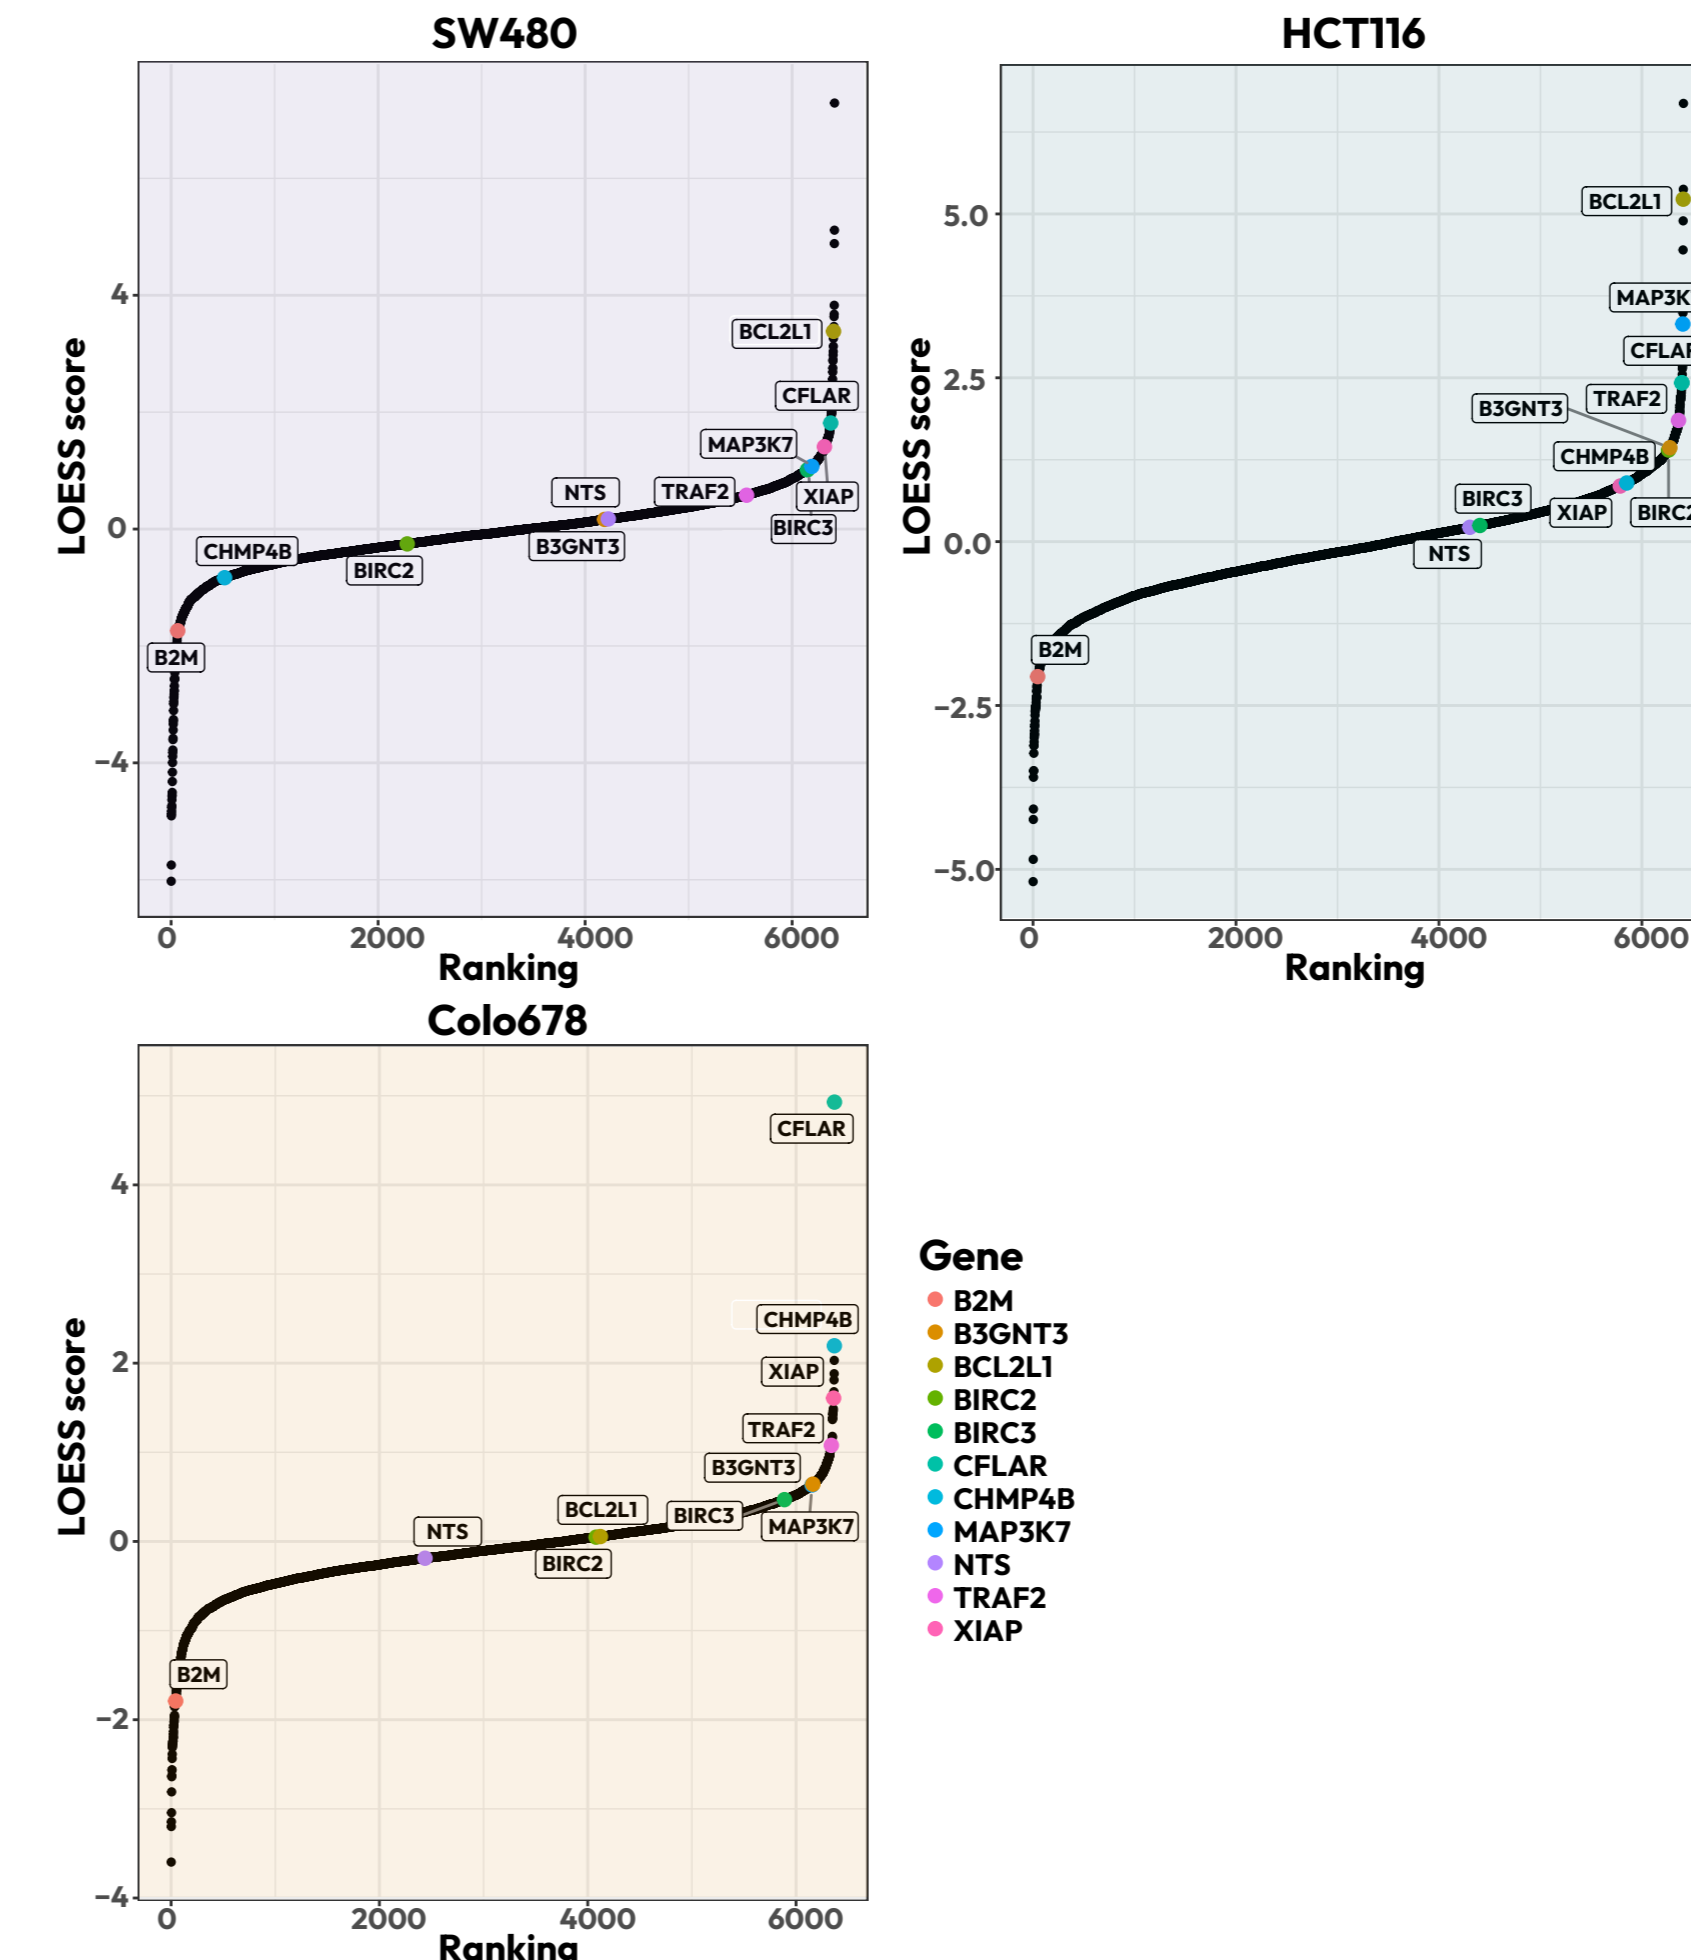 SW480
HCT116
LOESS score
4
0
−4
BCL2L1
CFLAR
MAP3K7
XIAP
BIRC3
NTS
TRAF2
B3GNT3
CHMP4B
BIRC2
B2M
0
2000
4000
6000
Ranking
LOESS score
5.0
2.5
0.0
−2.5
−5.0
BCL2L1
MAP3K
CFLAR
TRAF2
B3GNT3
CHMP4B
BIRC3
XIAP
BIRC2
NTS
B2M
0
2000
4000
6000
Ranking
Colo678
LOESS score
4
2
0
−2
−4
CFLAR
CHMP4B
XIAP
TRAF2
B3GNT3
BCL2L1
BIRC3
MAP3K7
NTS
BIRC2
B2M
0
2000
4000
6000
Ranking
Gene
B2M
B3GNT3
BCL2L1
BIRC2
BIRC3
CFLAR
CHMP4B
MAP3K7
NTS
TRAF2
XIAP